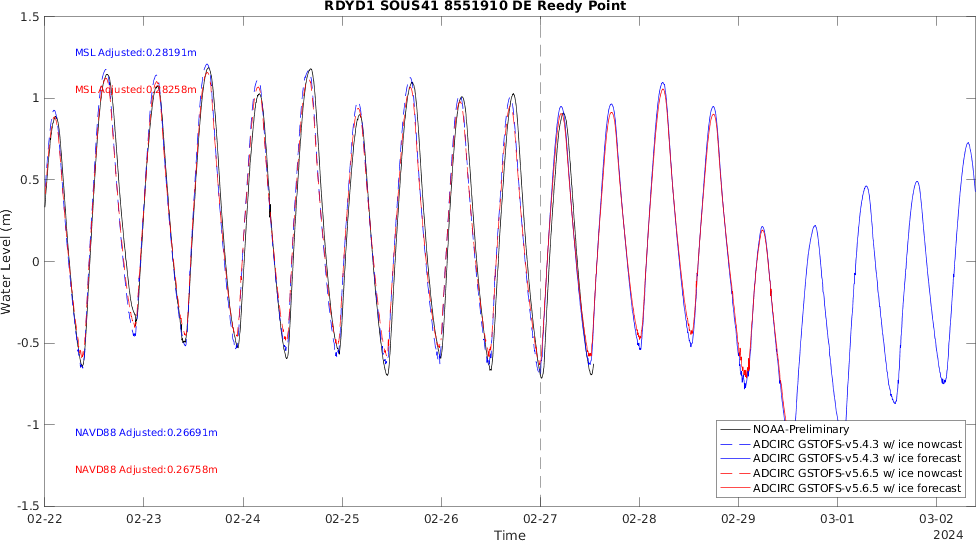 RDYD1 SOUS41 8551910 DE Reedy Point
1.5
1
0.5
0
-0.5
-1
-1.5
Water Level (m)
MSL Adjusted:0.28191m
MSL Adjusted:0.28258m
NAVD88 Adjusted:0.26691m
NAVD88 Adjusted:0.26758m
NOAA-Preliminary
ADCIRC GSTOFS-v5.4.3 w/ ice nowcast
ADCIRC GSTOFS-v5.4.3 w/ ice forecast
ADCIRC GSTOFS-v5.6.5 w/ ice nowcast
ADCIRC GSTOFS-v5.6.5 w/ ice forecast
02-22 02-23 02-24 02-25 02-26 02-27 02-28 02-29 03-01 03-02
Time
2024